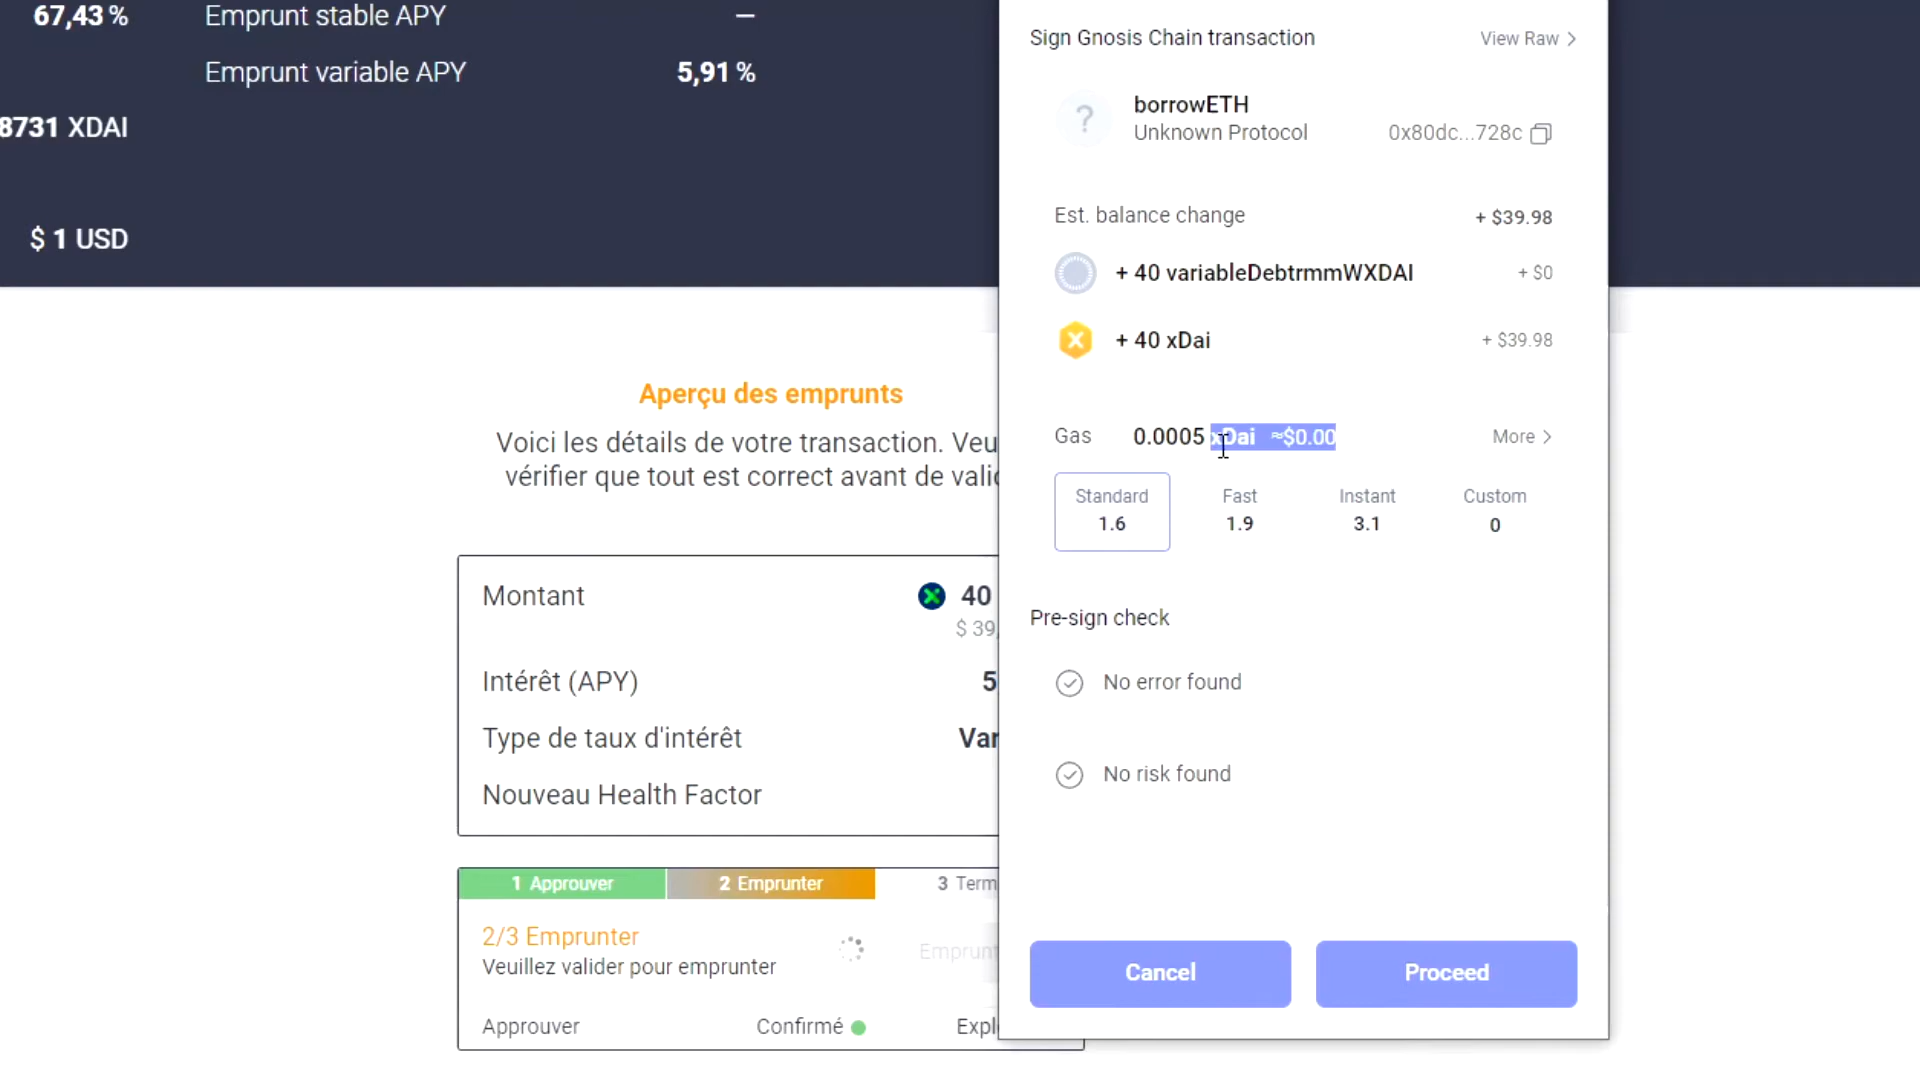 67,43 %
Emprunt stable APY —
Emprunt variable APY 5,91 %
8731 XDAI
$ 1 USD
Aperçu des emprunts
Voici les détails de votre transaction. Veu
vérifier que tout est correct avant de valid
Montant 40
$ 39,
Intérêt (APY) 5
Type de taux d'intérêt Var
Nouveau Health Factor
1 Approuver 2 Emprunter 3 Term
2/3 Emprunter
Veuillez valider pour emprunter
Emprunt
Approuver Confirmé Expl
Sign Gnosis Chain transaction View Raw >
borrowETH
Unknown Protocol 0x80dc...728c
Est. balance change + $39.98
+ 40 variableDebtrmmWXDAI + $0
+ 40 xDai + $39.98
Gas 0.0005 xDai ≈$0.00 More >
Standard Fast Instant Custom
1.6 1.9 3.1 0
Pre-sign check
No error found
No risk found
Cancel Proceed